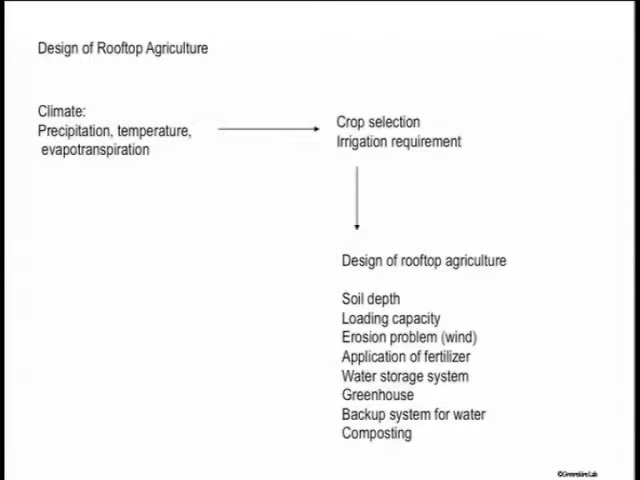 Design of Rooftop Agriculture
Climate:
Precipitation, temperature,
evapotranspiration
Crop selection
Irrigation requirement
Design of rooftop agriculture
Soil depth
Loading capacity
Erosion problem (wind)
Application of fertilizer
Water storage system
Greenhouse
Backup system for water
Composting